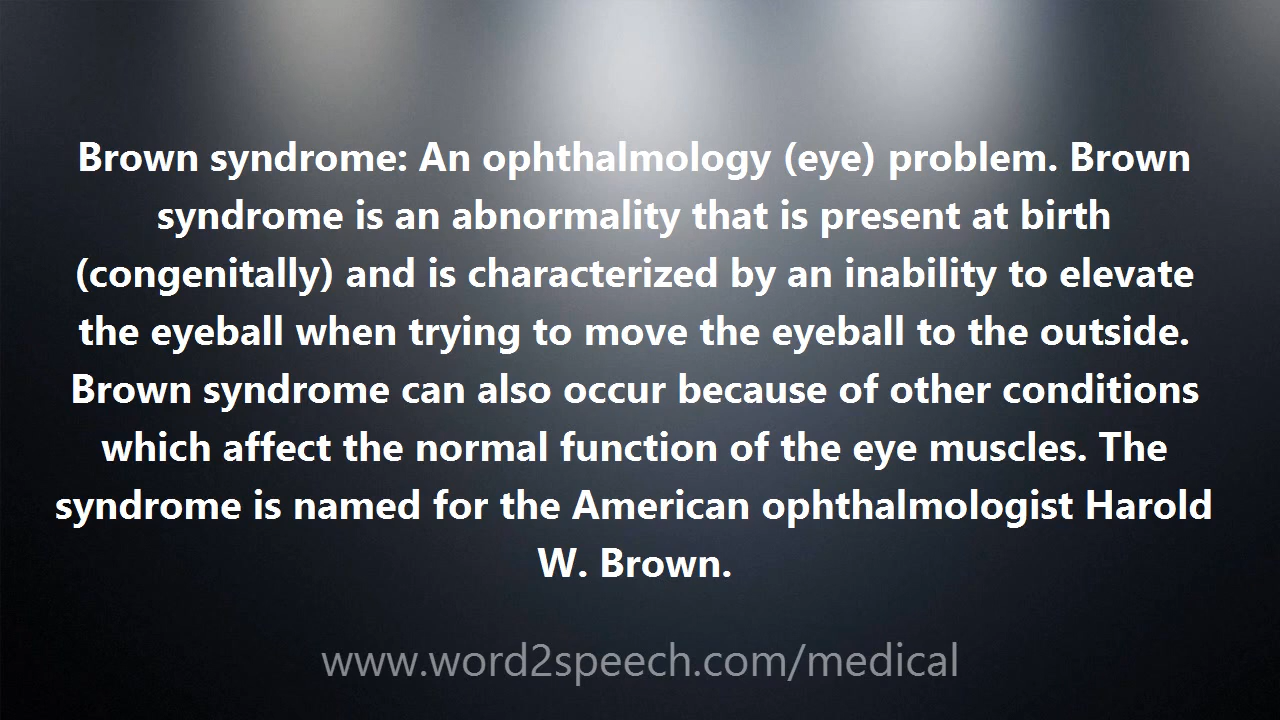 Brown syndrome: An ophthalmology (eye) problem. Brown
syndrome is an abnormality that is present at birth
(congenitally) and is characterized by an inability to elevate
the eyeball when trying to move the eyeball to the outside.
Brown syndrome can also occur because of other conditions
which affect the normal function of the eye muscles. The
syndrome is named for the American ophthalmologist Harold
W. Brown.
www.word2speech.com/medical